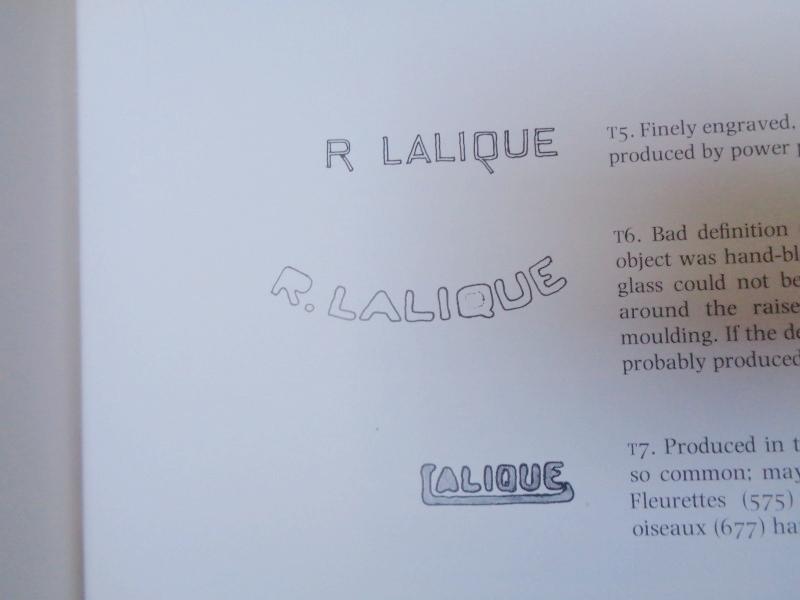 R LALIQUE
T5. Finely engraved.
produced by power
R. LALIQUE
T6. Bad definition
object was hand-bl
glass could not be
around the raise
moulding. If the de
probably produced
LALIQUE
T7. Produced in t
so common; may
Fleurettes (575)
oiseaux (677) ha